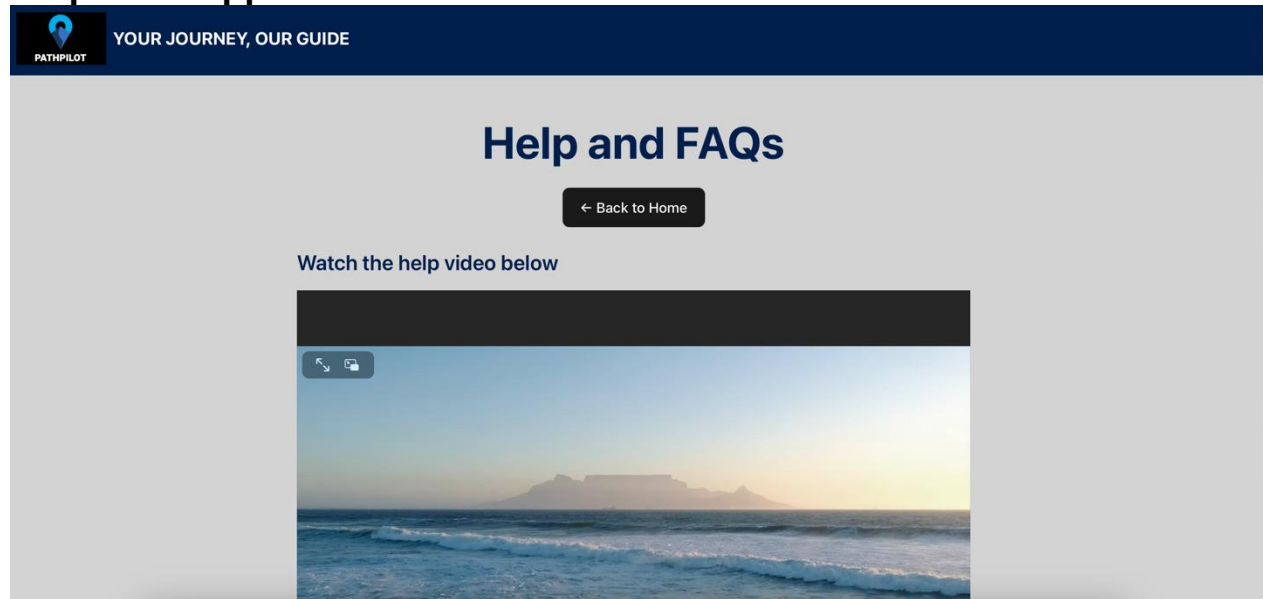 YOUR JOURNEY, OUR GUIDE
PATHPILOT
Help and FAQs
← Back to Home
Watch the help video below